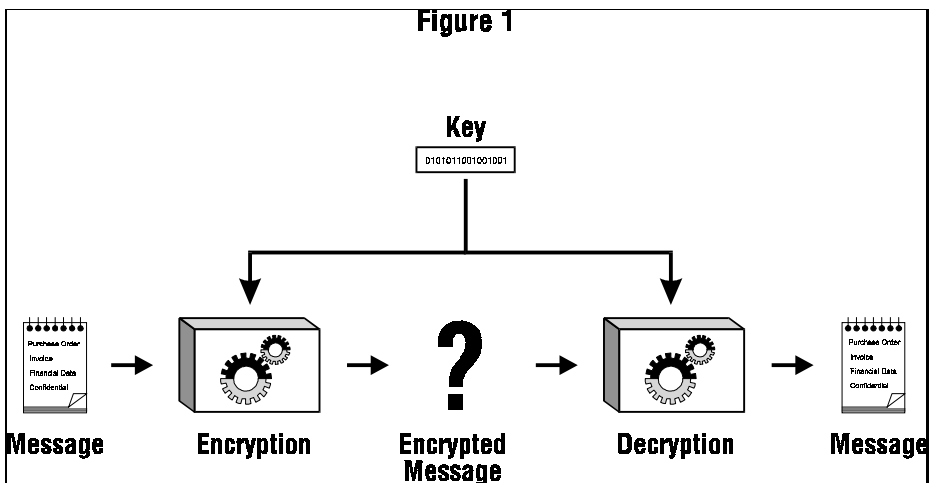 Figure 1
Key
0101011001001001
Purchase Order
Invoice
Financial Data
Confidential
Purchase Order
Invoice
Financial Data
Confidential
?
Message
Encryption
Encrypted
Message
Decryption
Message